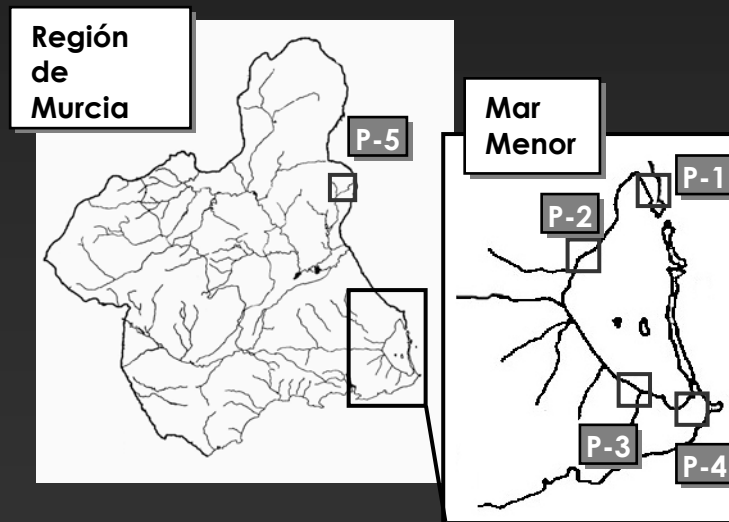 Región
de
Murcia
P-5
Mar
Menor
P-1
P-2
P-3
P-4